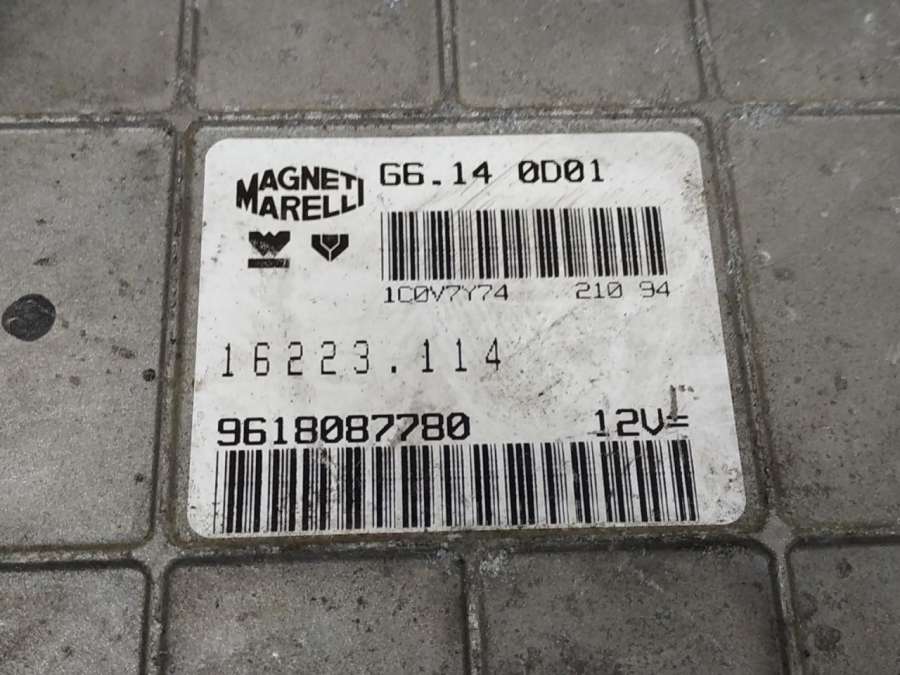 MAGNETI
MARELLI
G6.14 0D01
1C0V7Y74 210 94
16223.114
9618087780 12V=